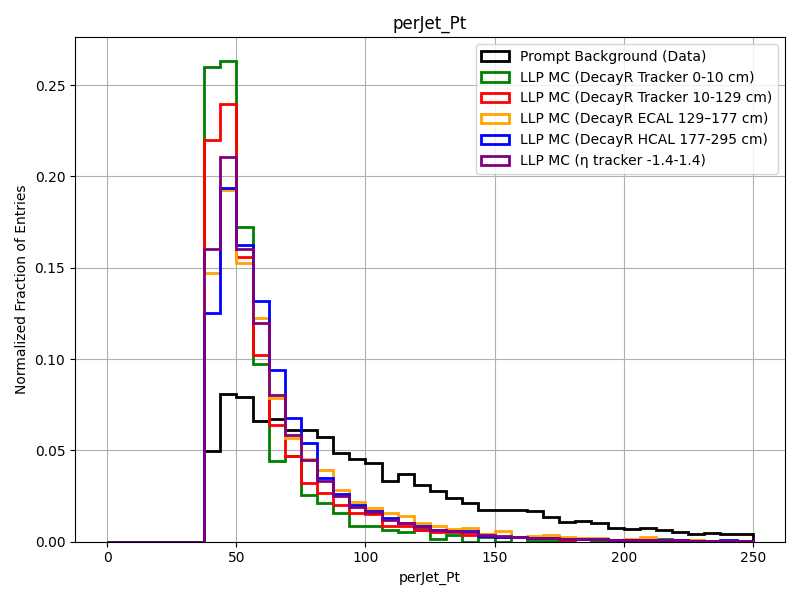 perJet_Pt
Prompt Background (Data)
LLP MC (DecayR Tracker 0-10 cm)
LLP MC (DecayR Tracker 10-129 cm)
LLP MC (DecayR ECAL 129–177 cm)
LLP MC (DecayR HCAL 177-295 cm)
LLP MC (η tracker -1.4-1.4)
Normalized Fraction of Entries
0.25
0.20
0.15
0.10
0.05
0.00
0 50 100 150 200 250
perJet_Pt